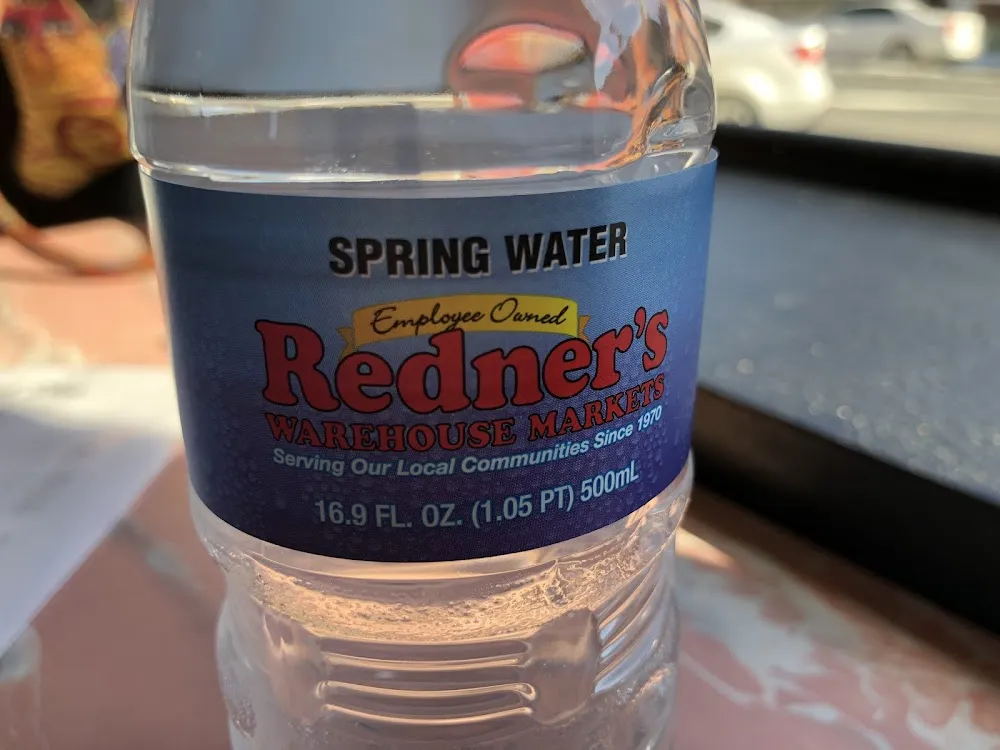 SPRING WATER
Employee Owned
Redner's
WAREHOUSE MARKETS
Serving Our Local Communities Since 1970
16.9 FL. OZ. (1.05 PT) 500mL